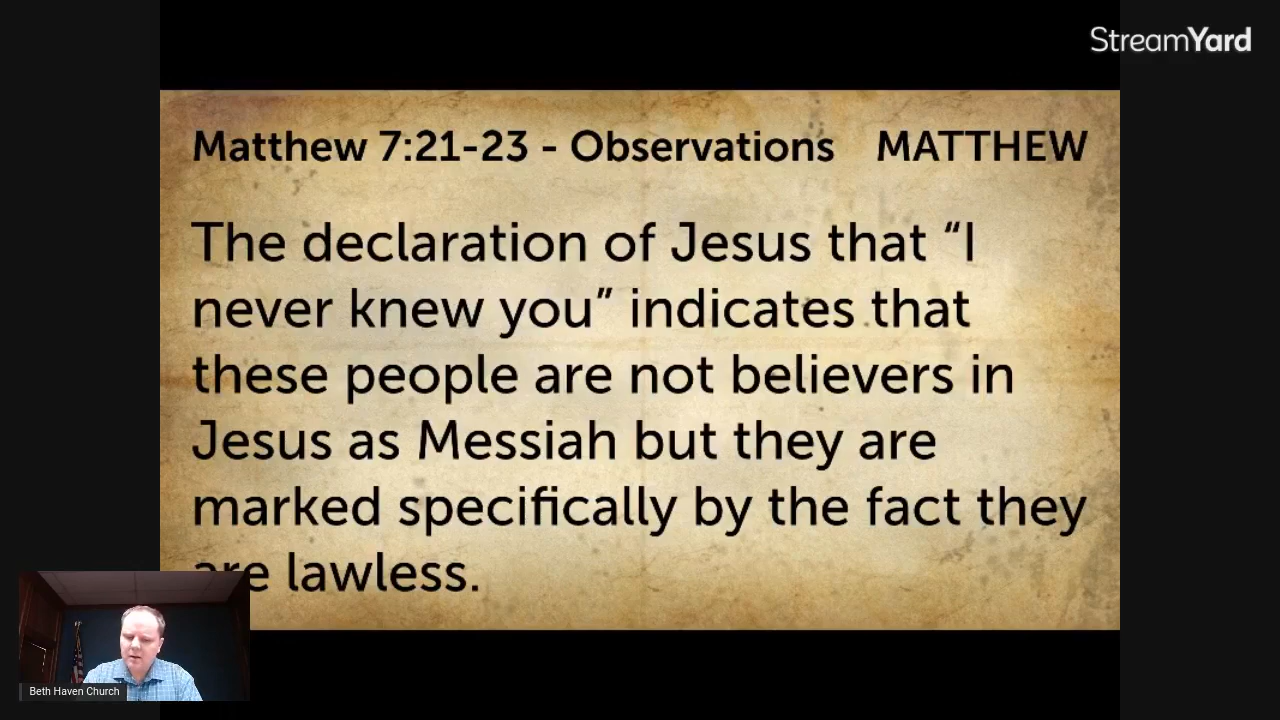 StreamYard
Matthew 7:21-23 - Observations MATTHEW
The declaration of Jesus that “I
never knew you” indicates that
these people are not believers in
Jesus as Messiah but they are
marked specifically by the fact they
are lawless.
Beth Haven Church